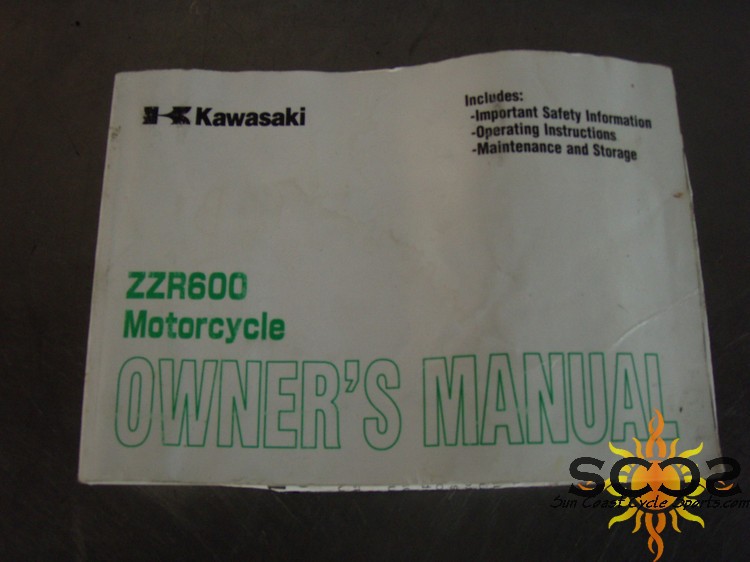 Kawasaki
Includes:
-Important Safety Information
-Operating Instructions
-Maintenance and Storage
ZZR600
Motorcycle
OWNER'S MANUAL
SCCS
Sun Coast Cycle Sports.com